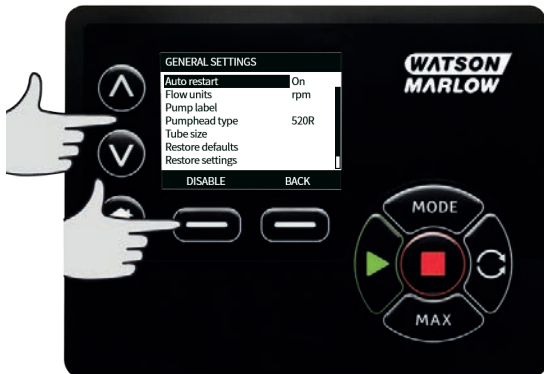 GENERAL SETTINGS
Auto restart On
Flow units rpm
Pump label
Pumphead type 520R
Tube size
Restore defaults
Restore settings
DISABLE BACK
WATSON
MARLOW
MODE
MAX